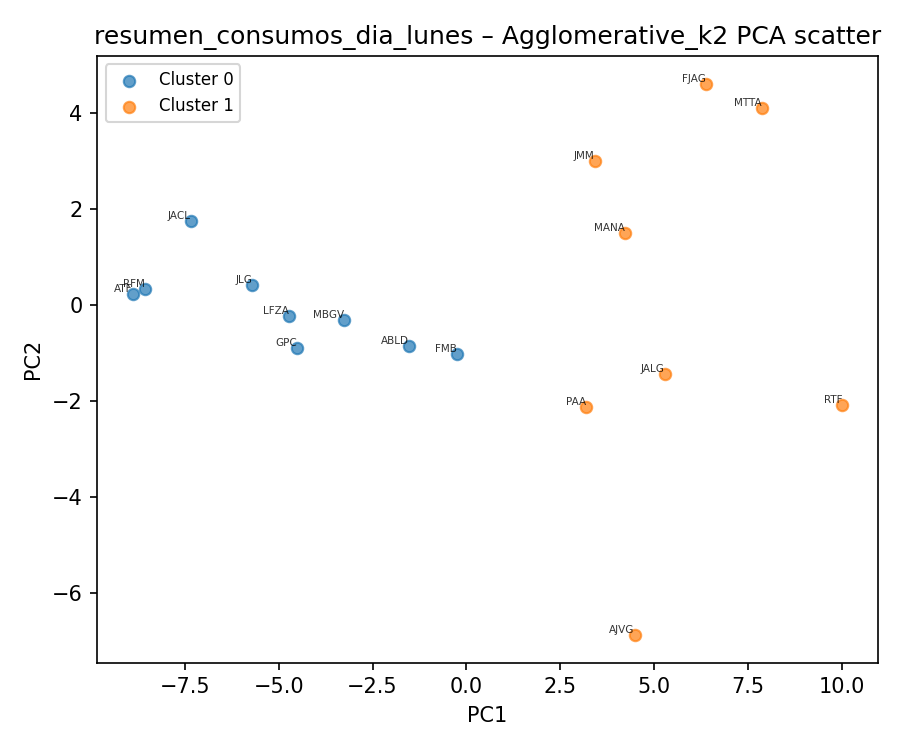 resumen_consumos_dia_lunes – Agglomerative_k2 PCA scatter
Cluster 0
Cluster 1
FJAG
MTTA
4
JMM
2
JACL
MANA
RFM
JLG
ATF
0
LFZA
MBGV
GPC
ABLD
FMB
PC2
JALG
−2
PAA
RTF
−4
−6
AJVG
−7.5
−5.0
−2.5
0.0
2.5
5.0
7.5
10.0
PC1